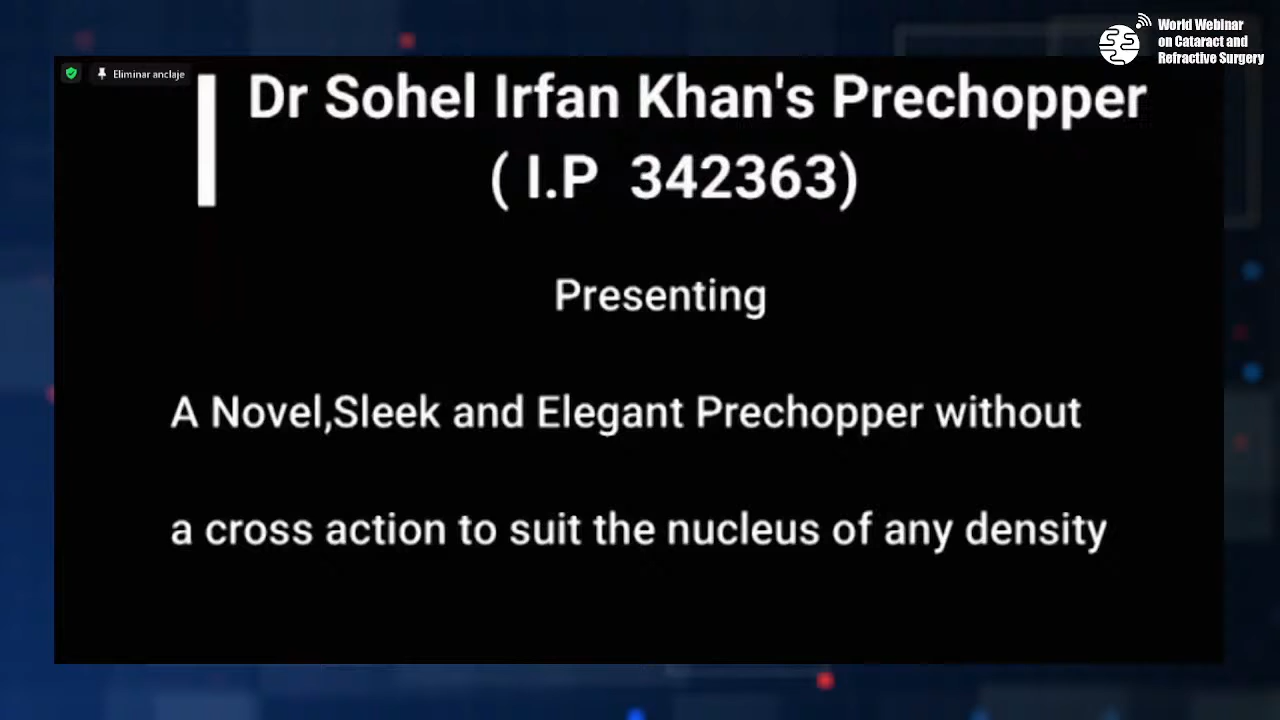 World Webinar
on Cataract and
Refractive Surgery
Eliminar anclaje
Dr Sohel Irfan Khan's Prechopper
( I.P 342363)
Presenting
A Novel,Sleek and Elegant Prechopper without
a cross action to suit the nucleus of any density